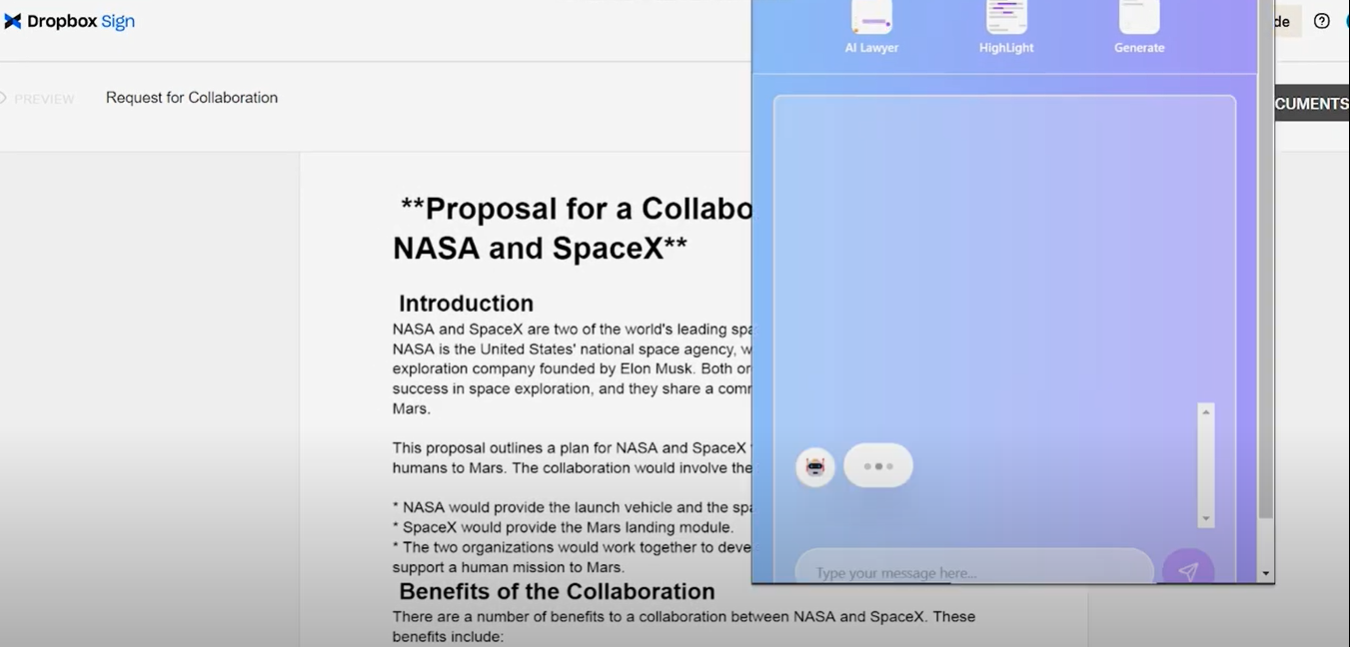 Dropbox Sign
de
PREVIEW
Request for Collaboration
CUMENTS
**Proposal for a Collabo
NASA and SpaceX**
Introduction
NASA and SpaceX are two of the world's leading spa
NASA is the United States' national space agency, w
exploration company founded by Elon Musk. Both or
success in space exploration, and they share a comm
Mars.
This proposal outlines a plan for NASA and SpaceX
humans to Mars. The collaboration would involve the
* NASA would provide the launch vehicle and the spa
* SpaceX would provide the Mars landing module.
* The two organizations would work together to deve
support a human mission to Mars.
Benefits of the Collaboration
There are a number of benefits to a collaboration between NASA and SpaceX. These
benefits include:
AI Lawyer
HighLight
Generate
Type your message here...